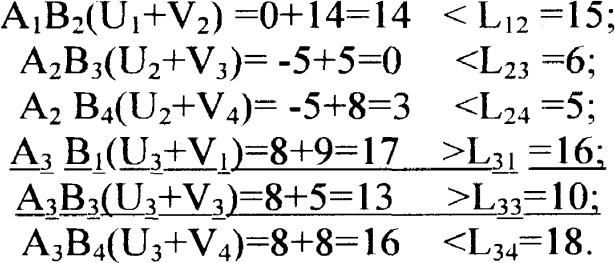 A₁B₂(U₁+V₂) =0+14=14 < L₁₂ =15;
A₂B₃(U₂+V₃)= -5+5=0 <L₂₃ =6;
A₂ B₄(U₂+V₄)= -5+8=3 <L₂₄ =5;
A₃ B₁(U₃+V₁)=8+9=17 >L₃₁ =16;
A₃B₃(U₃+V₃)=8+5=13 >L₃₃=10;
A₃B₄(U₃+V₄)=8+8=16 <L₃₄=18.